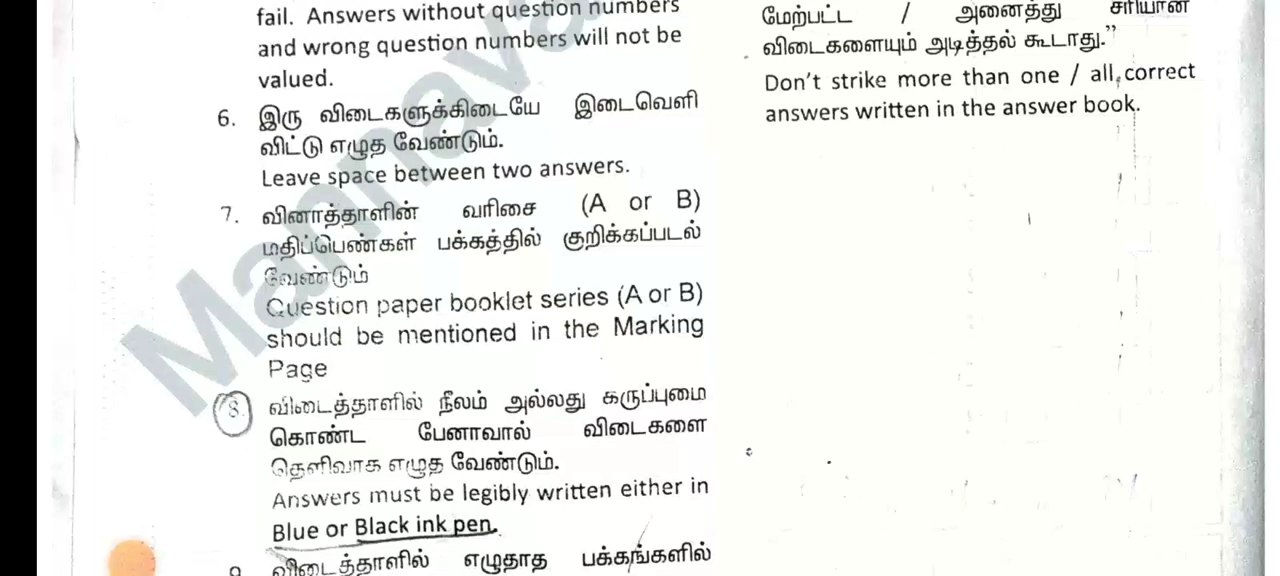 fail. Answers without question numbers
and wrong question numbers will not be
valued.
6. இரு விடைகளுக்கிடையே இடைவெளி
விட்டு எழுத வேண்டும்.
Leave space between two answers.
7. வினாத்தாளின் வரிசை (A or B)
மதிப்பெண்கள் பக்கத்தில் குறிக்கப்படல்
வேண்டும்
Question paper booklet series (A or B)
should be mentioned in the Marking
Page
8. விடைத்தாளில் நீலம் அல்லது கருப்புமை
கொண்ட பேனாவால் விடைகளை
தெளிவாக எழுத வேண்டும்.
Answers must be legibly written either in
Blue or Black ink pen.
9 விடைத்தாளில் எழுதாத பக்கங்களில்
மேற்பட்ட / அனைத்து சரியான
விடைகளையும் அடித்தல் கூடாது.”
Don’t strike more than one / all correct
answers written in the answer book.